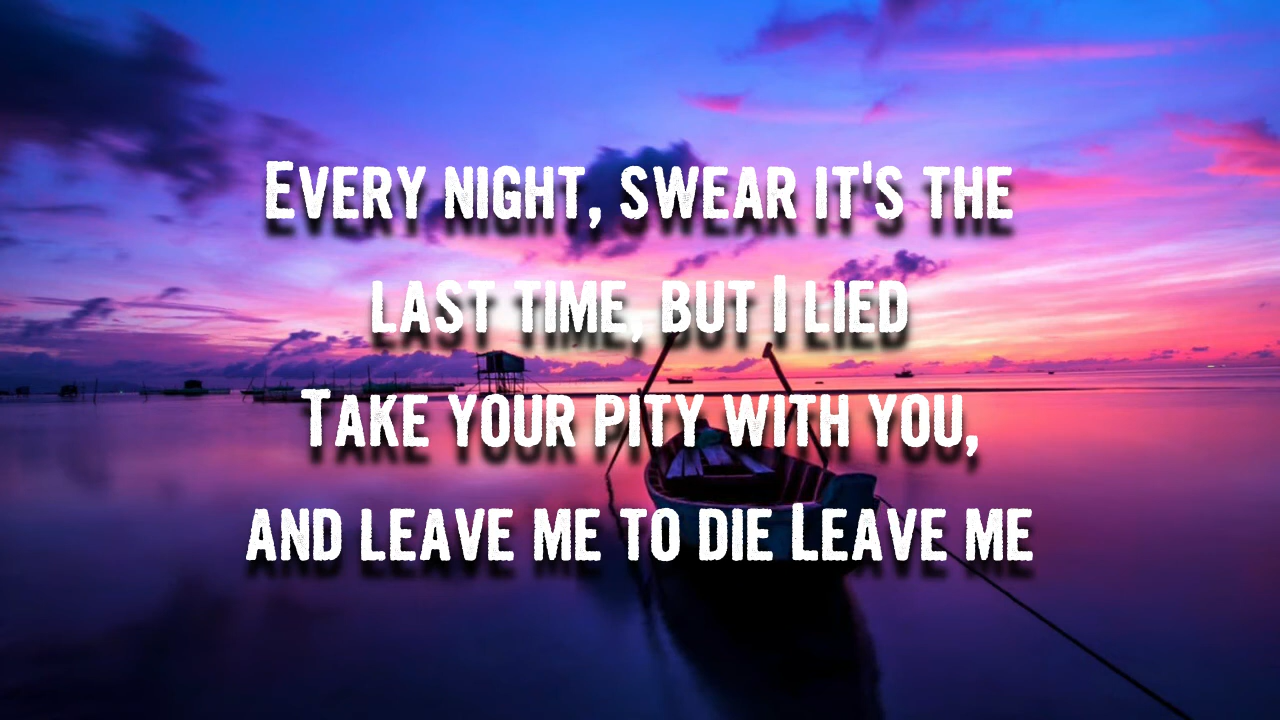 Every night, swear it's the
last time, but I lied
Take your pity with you,
and leave me to die Leave me